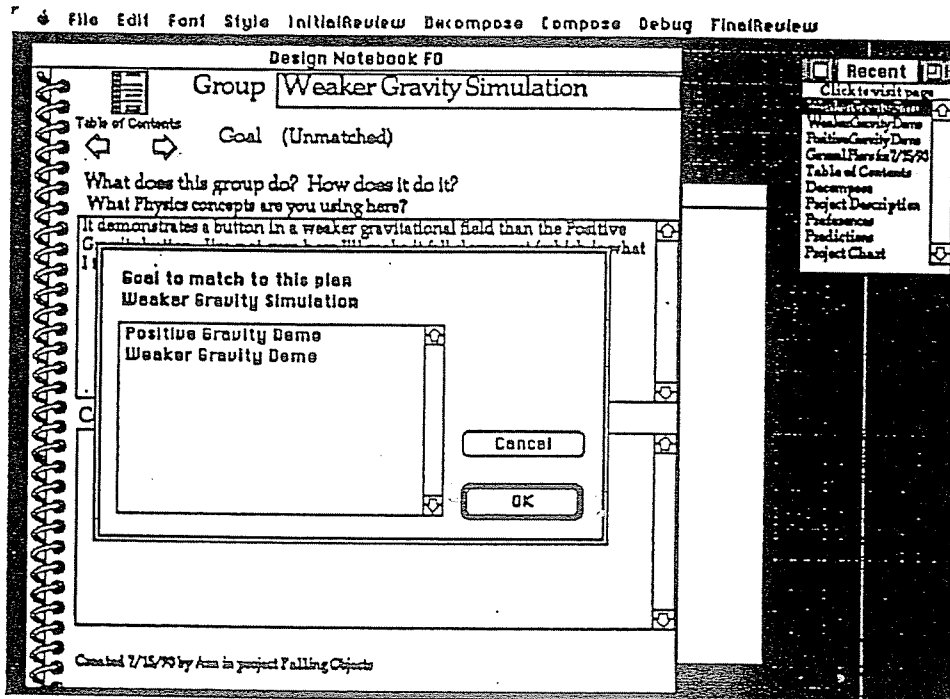 File Edit Font Style InitialReview Decompose Compose Debug FinalReview
Design Notebook FO
Group Weaker Gravity Simulation
Table of Contents
Goal (Unmatched)
What does this group do? How does it do it?
What Physics concepts are you using here?
It demonstrates a button in a weaker gravitational field than the Positive
what
Goal to match to this plan
Weaker Gravity Simulation
Positive Gravity Demo
Weaker Gravity Demo
Cancel
OK
Created 7/15/93 by Ann in project Falling Objects
Recent
Click to visit page
WeakerGravityDemo
PositiveGravityDemo
General Plans for 7/15/93
Table of Contents
Decompose
Project Description
Preferences
Predictions
Project Chart